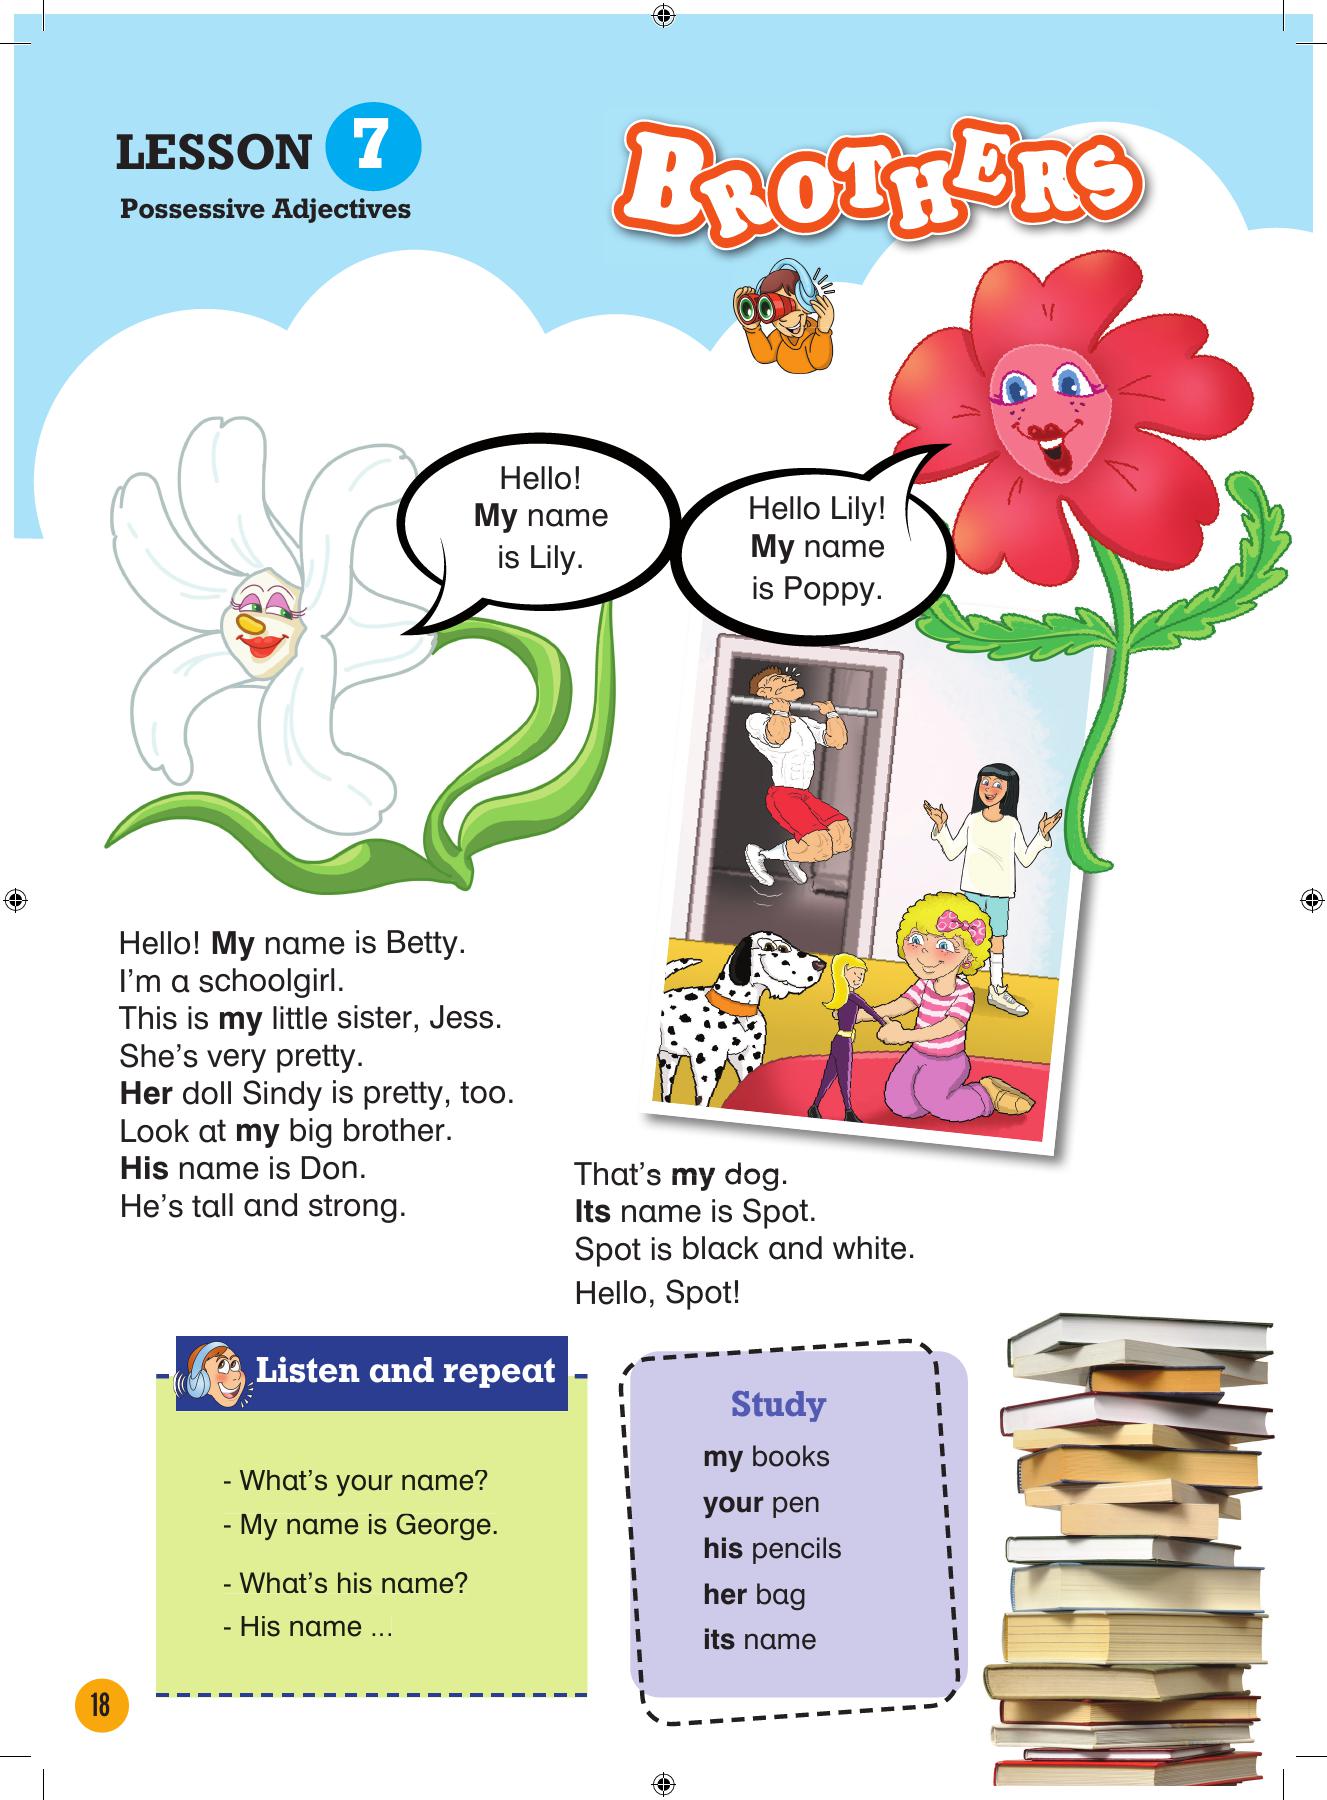 LESSON 7
Possessive Adjectives
BROTHERS
Hello!
My name
is Lily.
Hello Lily!
My name
is Poppy.
Hello! My name is Betty.
I'm a schoolgirl.
This is my little sister, Jess.
She's very pretty.
Her doll Sindy is pretty, too.
Look at my big brother.
His name is Don.
He's tall and strong.
That's my dog.
Its name is Spot.
Spot is black and white.
Hello, Spot!
Listen and repeat
- What's your name?
- My name is George.
- What's his name?
- His name ...
Study
my books
your pen
his pencils
her bag
its name
18